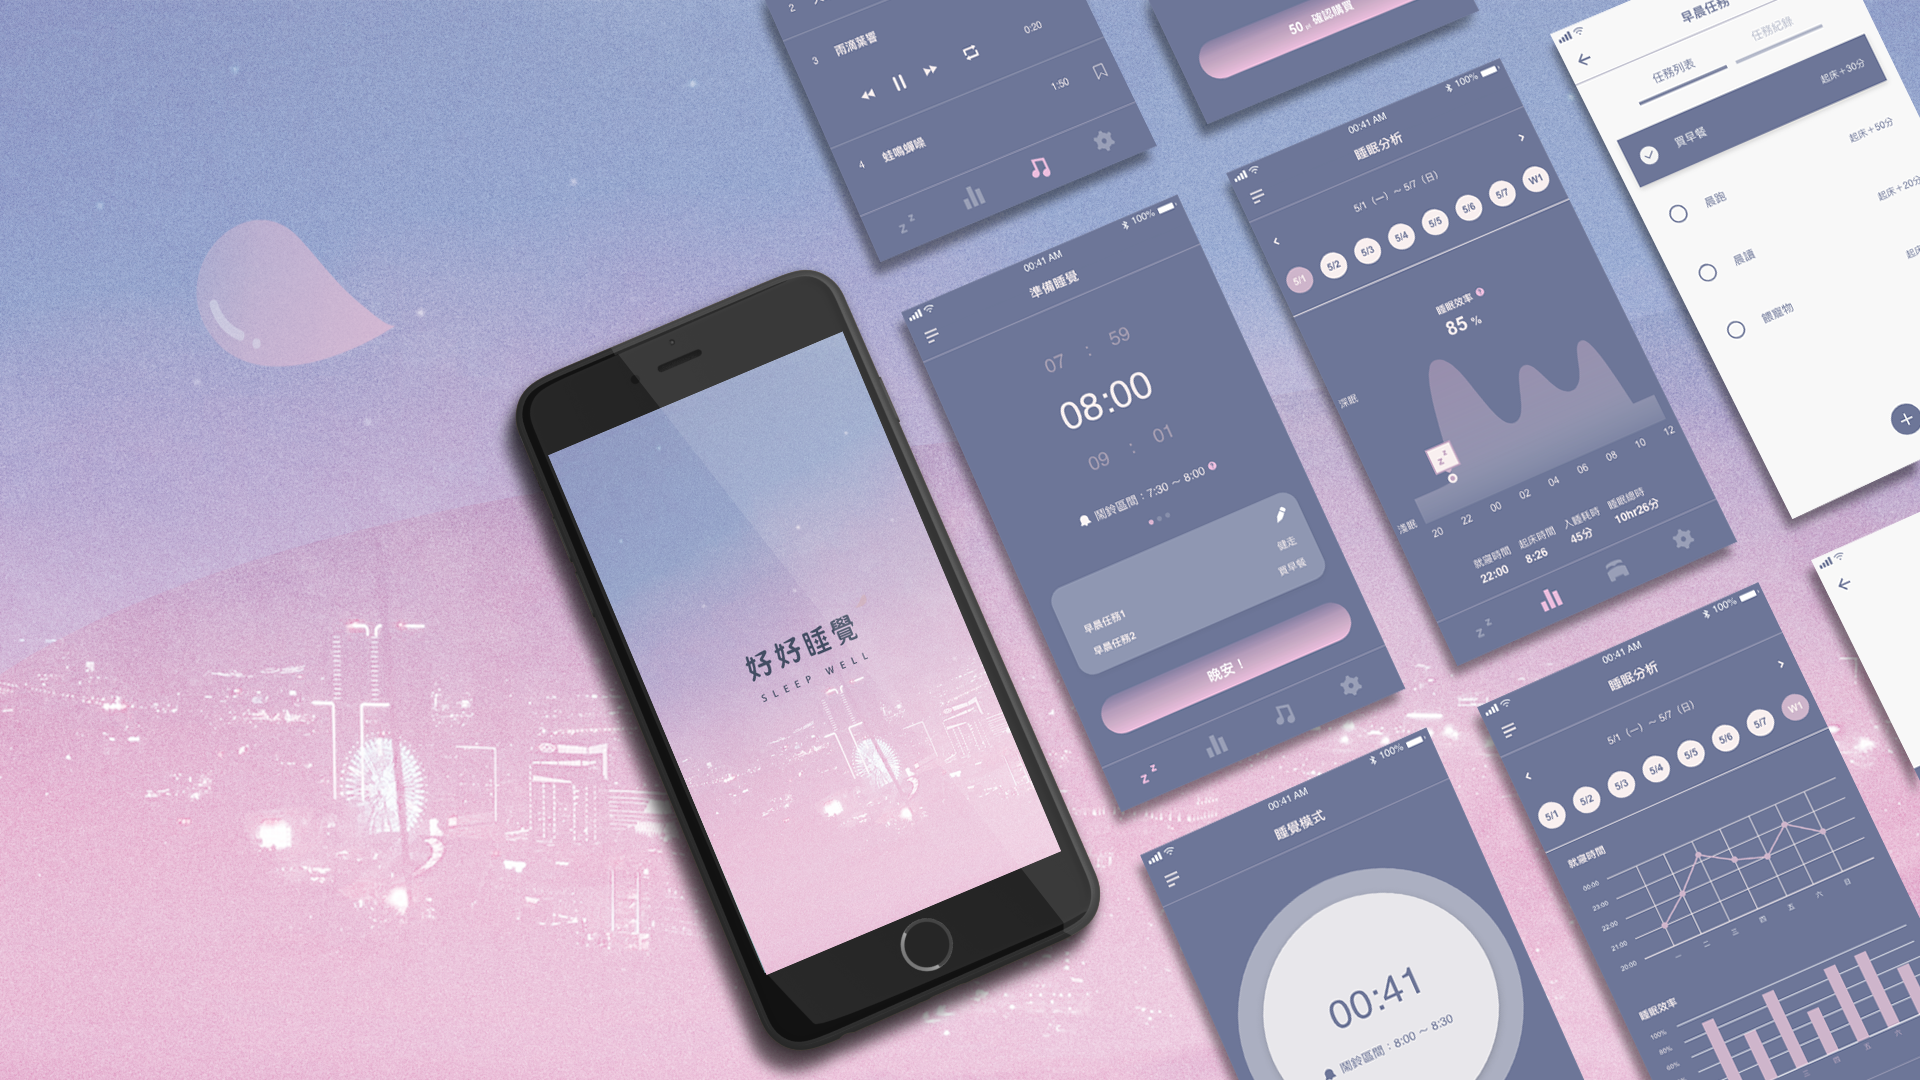 2
3 雨滴葉響 0:20
1:50
4 蛙鳴蟬噪
50 pt 確認購買
早晨任務
任務列表 任務紀錄
買早餐 起床+30分
晨跑 起床+50分
晨讀 起床+20分
餵寵物
100%
00:41 AM
準備睡覺
07 : 59
08:00
09 : 01
鬧鈴區間:7:30 ～ 8:00 ?
健走
買早餐
早晨任務1
早晨任務2
晚安!
z z
好好睡覺
SLEEP WELL
100%
00:41 AM
睡眠分析
5/1 (一) ～ 5/7 (日)
5/1 5/2 5/3 5/4 5/5 5/6 5/7 W1
睡眠效率 ?
85 %
深眠
z z
淺眠
20 22 00 02 04 06 08 10 12
就寢時間 起床時間 入睡耗時 睡眠總時
22:00 8:26 45分 10hr26分
z z
100%
00:41 AM
睡覺模式
00:41
鬧鈴區間:8:00 ～ 8:30
100%
00:41 AM
睡眠分析
5/1 (一) ～ 5/7 (日)
5/1 5/2 5/3 5/4 5/5 5/6 5/7 W1
就寢時間
00:00
23:00
22:00
21:00
20:00
一 二 三 四 五 六 日
睡眠效率
100%
80%
60%
四 五 六